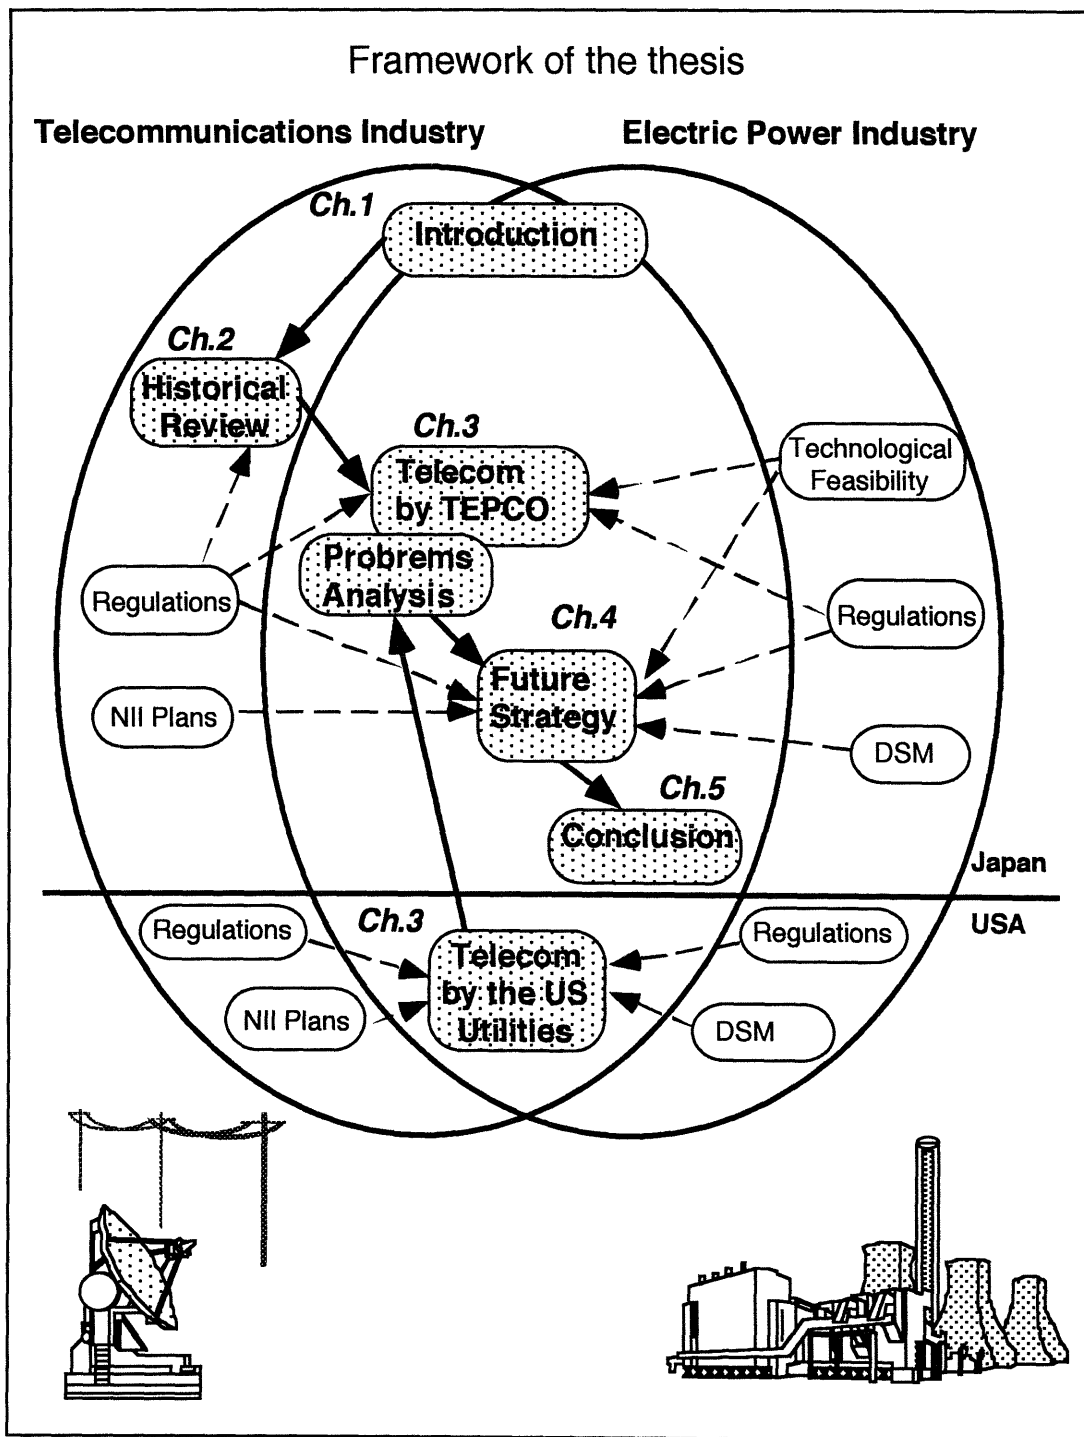 Framework of the thesis
Telecommunications Industry
Electric Power Industry
Ch.1
Introduction
Ch.2
Historical
Review
Ch.3
Telecom
by TEPCO
Technological
Feasibility
Probrems
Analysis
Regulations
Ch.4
Regulations
Future
Strategy
NII Plans
DSM
Ch.5
Conclusion
Japan
USA
Regulations
Ch.3
Regulations
Telecom
by the US
Utilities
NII Plans
DSM